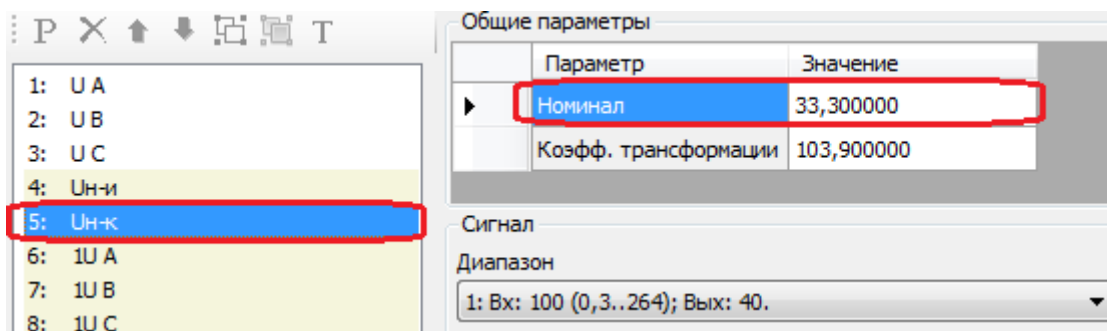 P T
1: U A
2: U B
3: U C
4: Uн-и
5: Uн-к
6: 1U A
7: 1U B
8: 1U C
Общие параметры
Параметр Значение
Номинал 33,300000
Коэфф. трансформации 103,900000
Сигнал
Диапазон
1: Вх: 100 (0,3..264); Вых: 40.